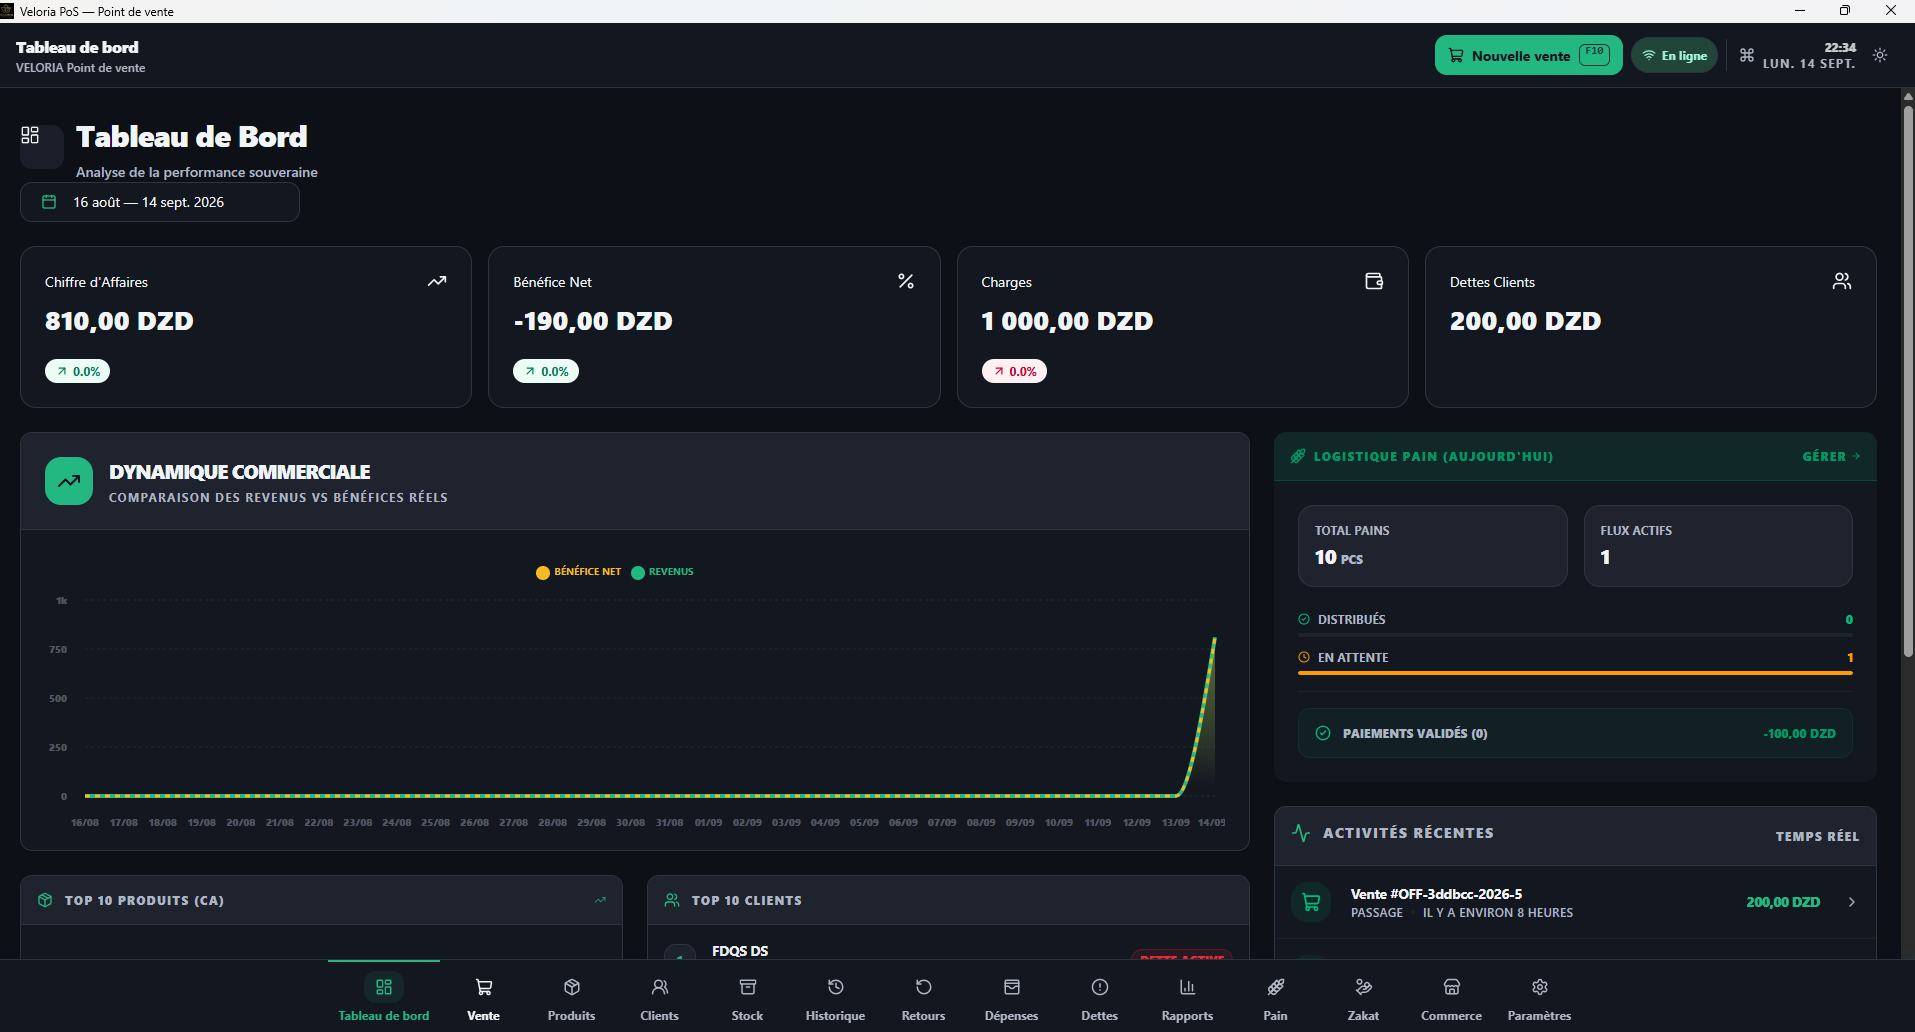 Veloria PoS — Point de vente
Tableau de bord
VELORIA Point de vente
Nouvelle vente F10
En ligne
22:34
LUN. 14 SEPT.
Tableau de Bord
Analyse de la performance souveraine
16 août — 14 sept. 2026
Chiffre d'Affaires
810,00 DZD
0.0%
Bénéfice Net
-190,00 DZD
0.0%
Charges
1 000,00 DZD
0.0%
Dettes Clients
200,00 DZD
DYNAMIQUE COMMERCIALE
COMPARAISON DES REVENUS VS BÉNÉFICES RÉELS
BÉNÉFICE NET REVENUS
1k
750
500
250
0
16/08 17/08 18/08 19/08 20/08 21/08 22/08 23/08 24/08 25/08 26/08 27/08 28/08 29/08 30/08 31/08 01/09 02/09 03/09 04/09 05/09 06/09 07/09 08/09 09/09 10/09 11/09 12/09 13/09 14/09
LOGISTIQUE PAIN (AUJOURD'HUI)
GÉRER
TOTAL PAINS
10 PCS
FLUX ACTIFS
1
DISTRIBUÉS 0
EN ATTENTE 1
PAIEMENTS VALIDÉS (0) -100,00 DZD
ACTIVITÉS RÉCENTES
TEMPS RÉEL
Vente #OFF-3ddbcc-2026-5
PASSAGE IL Y A ENVIRON 8 HEURES
200,00 DZD
TOP 10 PRODUITS (CA)
TOP 10 CLIENTS
1
FDQS DS
DETTE ACTIVE
Tableau de bord
Vente
Produits
Clients
Stock
Historique
Retours
Dépenses
Dettes
Rapports
Pain
Zakat
Commerce
Paramètres